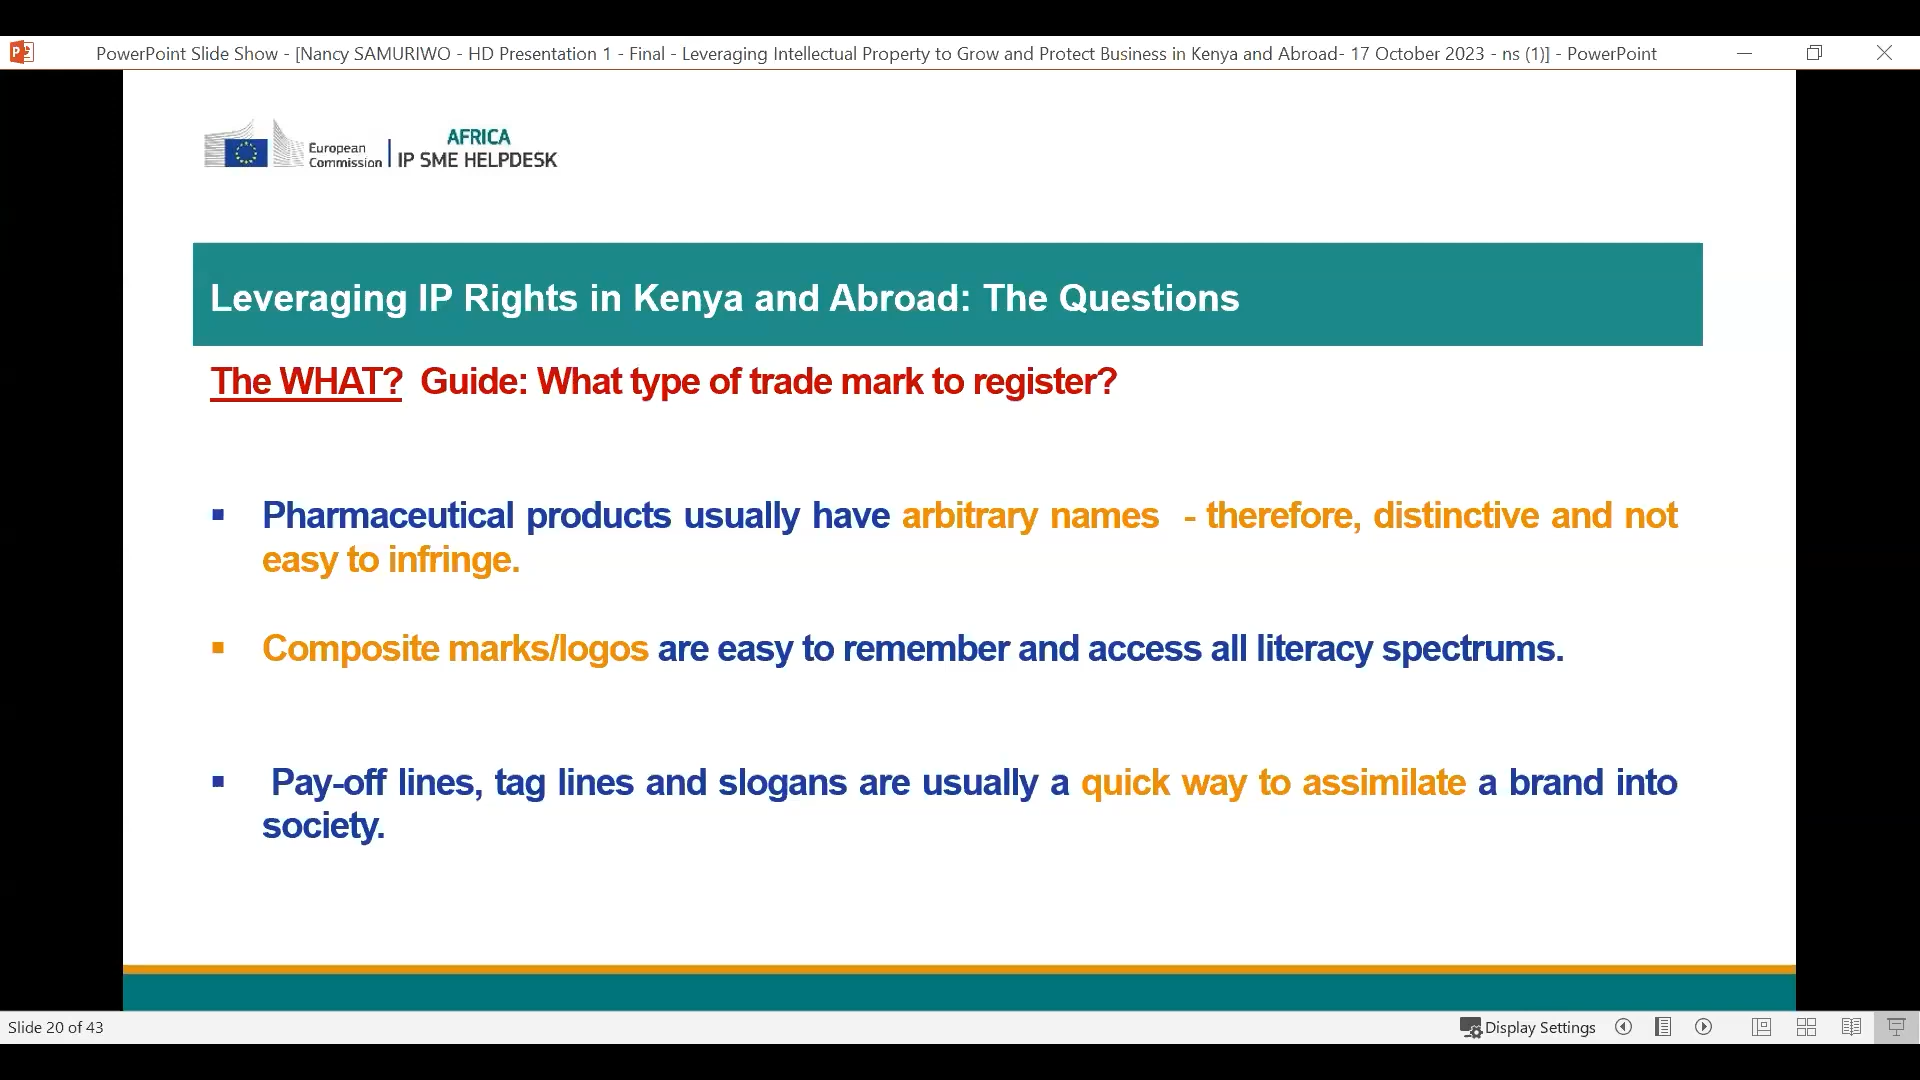 PowerPoint Slide Show - [Nancy SAMURIWO - HD Presentation 1 - Final - Leveraging Intellectual Property to Grow and Protect Business in Kenya and Abroad- 17 October 2023 - ns (1)] - PowerPoint
European
Commission
AFRICA
IP SME HELPDESK
Leveraging IP Rights in Kenya and Abroad: The Questions
The WHAT? Guide: What type of trade mark to register?
▪ Pharmaceutical products usually have arbitrary names - therefore, distinctive and not
easy to infringe.
▪ Composite marks/logos are easy to remember and access all literacy spectrums.
▪ Pay-off lines, tag lines and slogans are usually a quick way to assimilate a brand into
society.
Slide 20 of 43
Display Settings